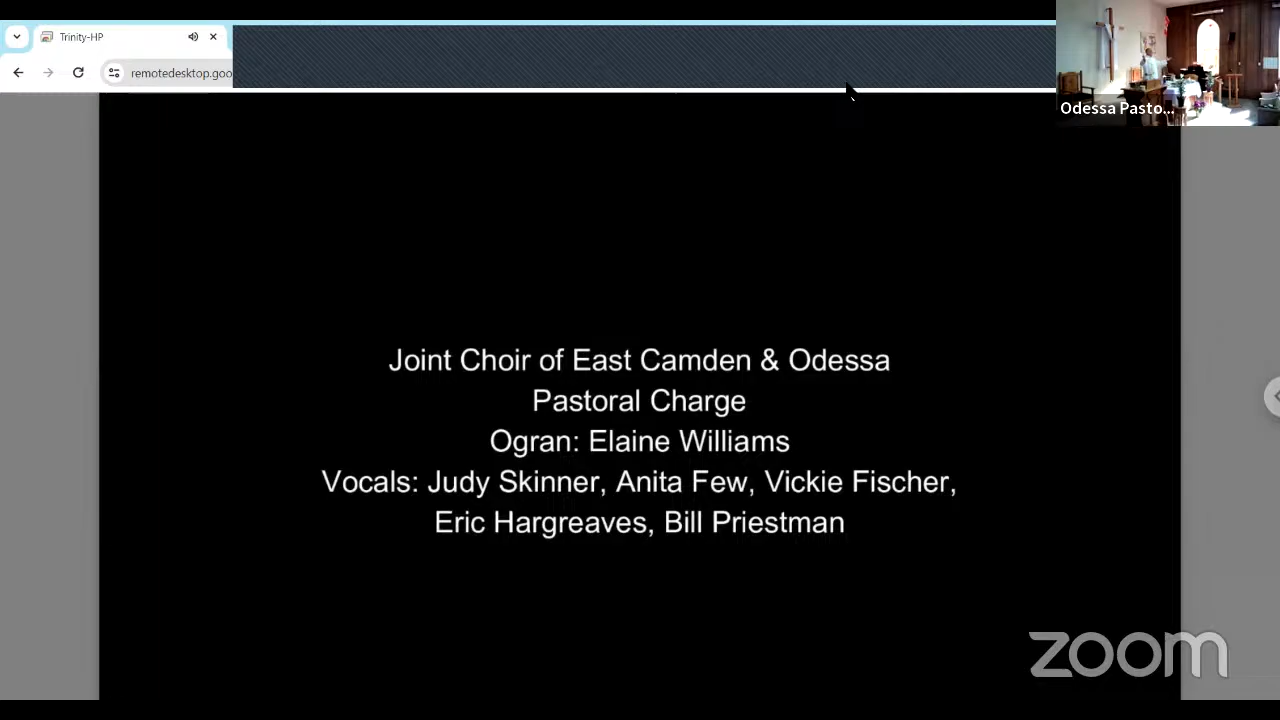 Trinity-HP
remotedesktop.goo
Odessa Pasto...
Joint Choir of East Camden & Odessa
Pastoral Charge
Ogran: Elaine Williams
Vocals: Judy Skinner, Anita Few, Vickie Fischer,
Eric Hargreaves, Bill Priestman
zoom